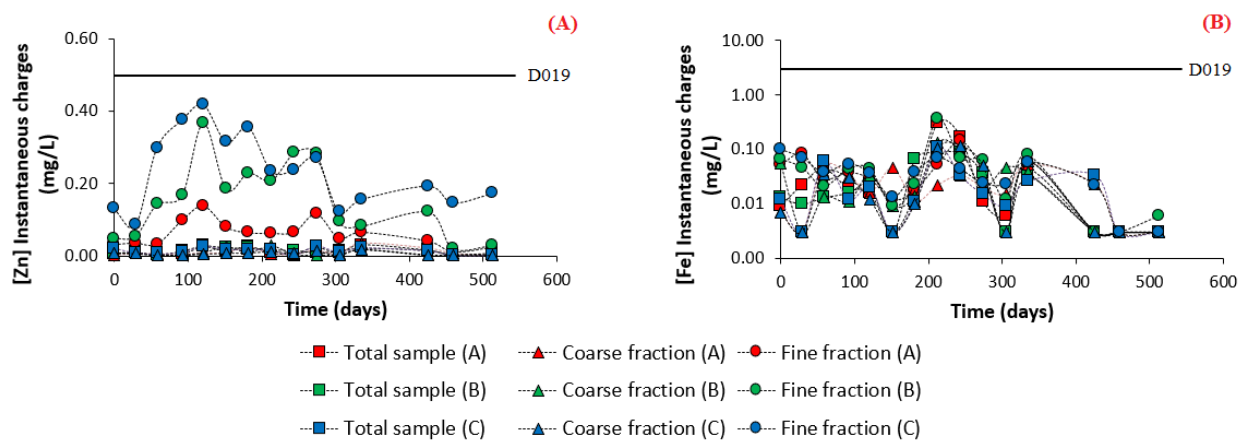 (A)
0.60
0.40
0.20
0.00
[Zn] Instantaneous charges
(mg/L)
D019
0 100 200 300 400 500 600
Time (days)
(B)
10.00
1.00
0.10
0.01
0.00
[Fe] Instantaneous charges
(mg/L)
D019
0 100 200 300 400 500 600
Time (days)
Total sample (A) Coarse fraction (A) Fine fraction (A)
Total sample (B) Coarse fraction (B) Fine fraction (B)
Total sample (C) Coarse fraction (C) Fine fraction (C)